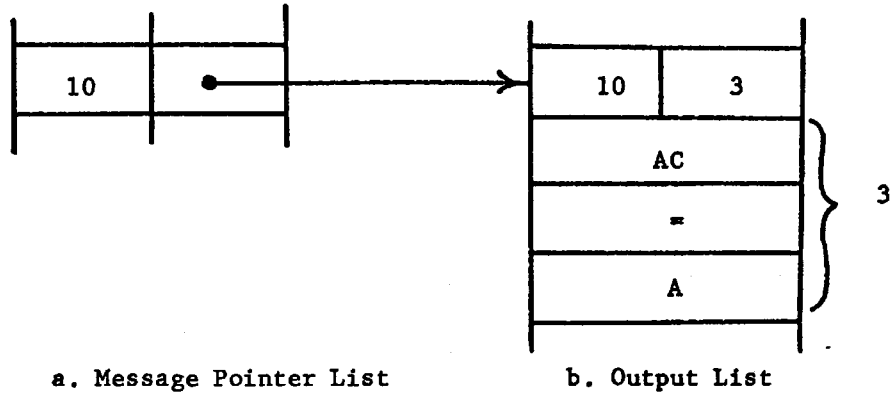 10
10 3
AC
=
A
3
a. Message Pointer List
b. Output List